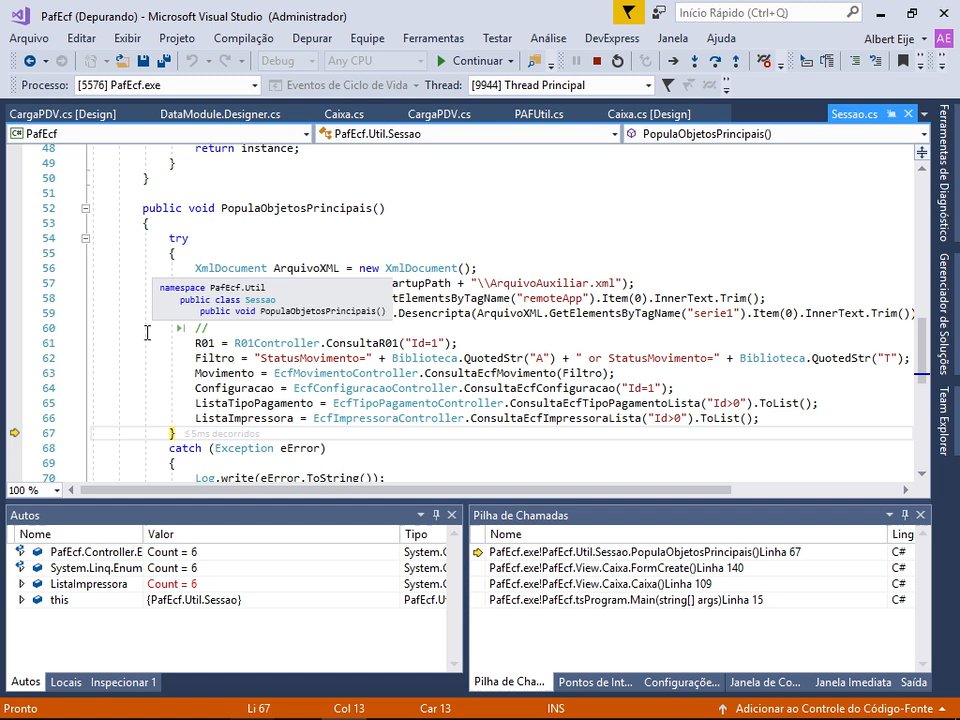 PafEcf (Depurando) - Microsoft Visual Studio (Administrador)
Início Rápido (Ctrl+Q)
Arquivo Editar Exibir Projeto Compilação Depurar Equipe Ferramentas Testar Análise DevExpress Janela Ajuda Albert Eije AE
Debug Any CPU Continuar
Processo: [5576] PafEcf.exe Eventos de Ciclo de Vida Thread: [9944] Thread Principal
CargaPDV.cs [Design] DataModule.Designer.cs Caixa.cs CargaPDV.cs PAFUtil.cs Caixa.cs [Design] Sessao.cs
PafEcf PafEcf.Util.Sessao PopulaObjetosPrincipais()
48 return instance;
49 }
50 }
51
52 public void PopulaObjetosPrincipais()
53 {
54 try
55 {
56 XmlDocument ArquivoXML = new XmlDocument();
57 tartupPath + "\\ArquivoAuxiliar.xml");
58 etElementsByTagName("remoteApp").Item(0).InnerText.Trim();
59 .Desencripta(ArquivoXML.GetElementsByTagName("serie1").Item(0).InnerText.Trim())
namespace PafEcf.Util
public class Sessao
public void PopulaObjetosPrincipais()
60 //
61 R01 = R01Controller.ConsultaR01("Id=1");
62 Filtro = "StatusMovimento=" + Biblioteca.QuotedStr("A") + " or StatusMovimento=" + Biblioteca.QuotedStr("T");
63 Movimento = EcfMovimentoController.ConsultaEcfMovimento(Filtro);
64 Configuracao = EcfConfiguracaoController.ConsultaEcfConfiguracao("Id=1");
65 ListaTipoPagamento = EcfTipoPagamentoController.ConsultaEcfTipoPagamentoLista("Id>0").ToList();
66 ListaImpressora = EcfImpressoraController.ConsultaEcfImpressoraLista("Id>0").ToList();
67 } ≤5ms decorridos
68 catch (Exception eError)
69 {
70 Log.write(eError.ToString());
100 %
Autos
Nome Valor Tipo
PafEcf.Controller.E Count = 6 System.C
System.Linq.Enum Count = 6 System.C
ListaImpressora Count = 6 System.C
this {PafEcf.Util.Sessao} PafEcf.Ut
Autos Locais Inspecionar 1
Pilha de Chamadas
Nome Ling
PafEcf.exe!PafEcf.Util.Sessao.PopulaObjetosPrincipais()Linha 67 C#
PafEcf.exe!PafEcf.View.Caixa.FormCreate()Linha 140 C#
PafEcf.exe!PafEcf.View.Caixa.Caixa()Linha 109 C#
PafEcf.exe!PafEcf.tsProgram.Main(string[] args)Linha 15 C#
Pilha de Cha... Pontos de Int... Configuraçõe... Janela de Co... Janela Imediata Saída
Ferramentas de Diagnóstico
Gerenciador de Soluções
Team Explorer
Pronto Li 67 Col 13 Car 13 INS Adicionar ao Controle do Código-Fonte